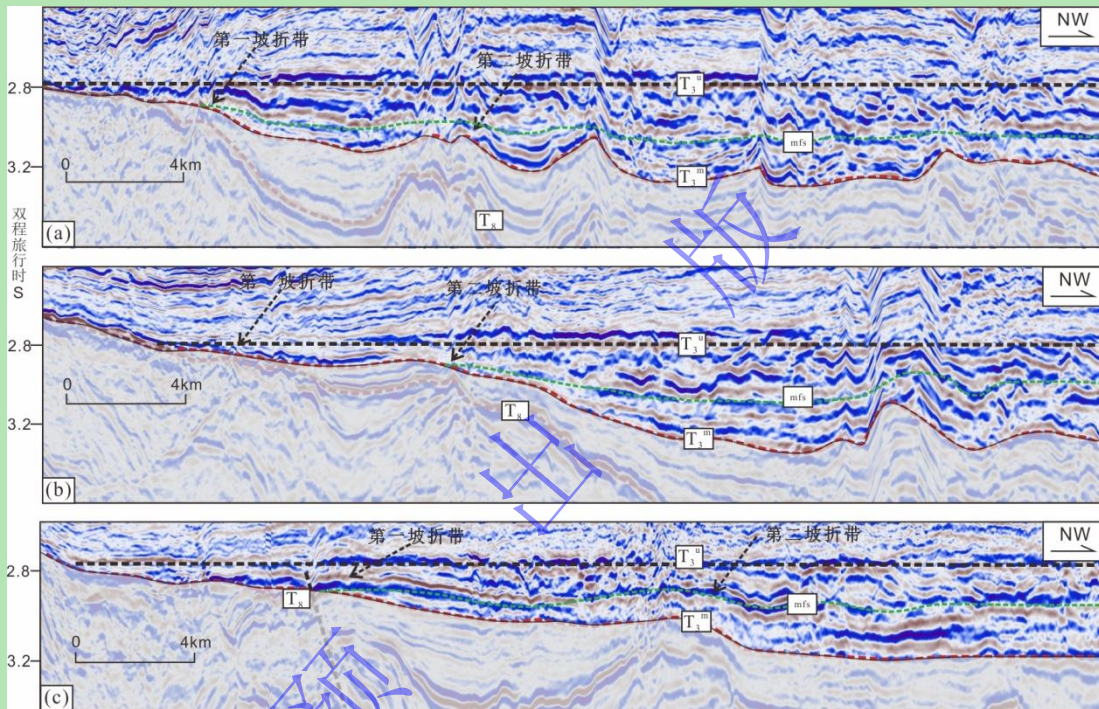 NW
第一坡折带
第二坡折带
2.8
T₃ᵘ
mfs
3.2
0 4km
T₃ᵐ
T₈
(a)
双程旅行时 S
NW
第一坡折带
第二坡折带
2.8
T₃ᵘ
0 4km
mfs
T₈
3.2
T₃ᵐ
(b)
NW
第一坡折带
第二坡折带
T₃ᵘ
2.8
T₈
mfs
T₃ᵐ
0 4km
3.2
(c)
版
出
预